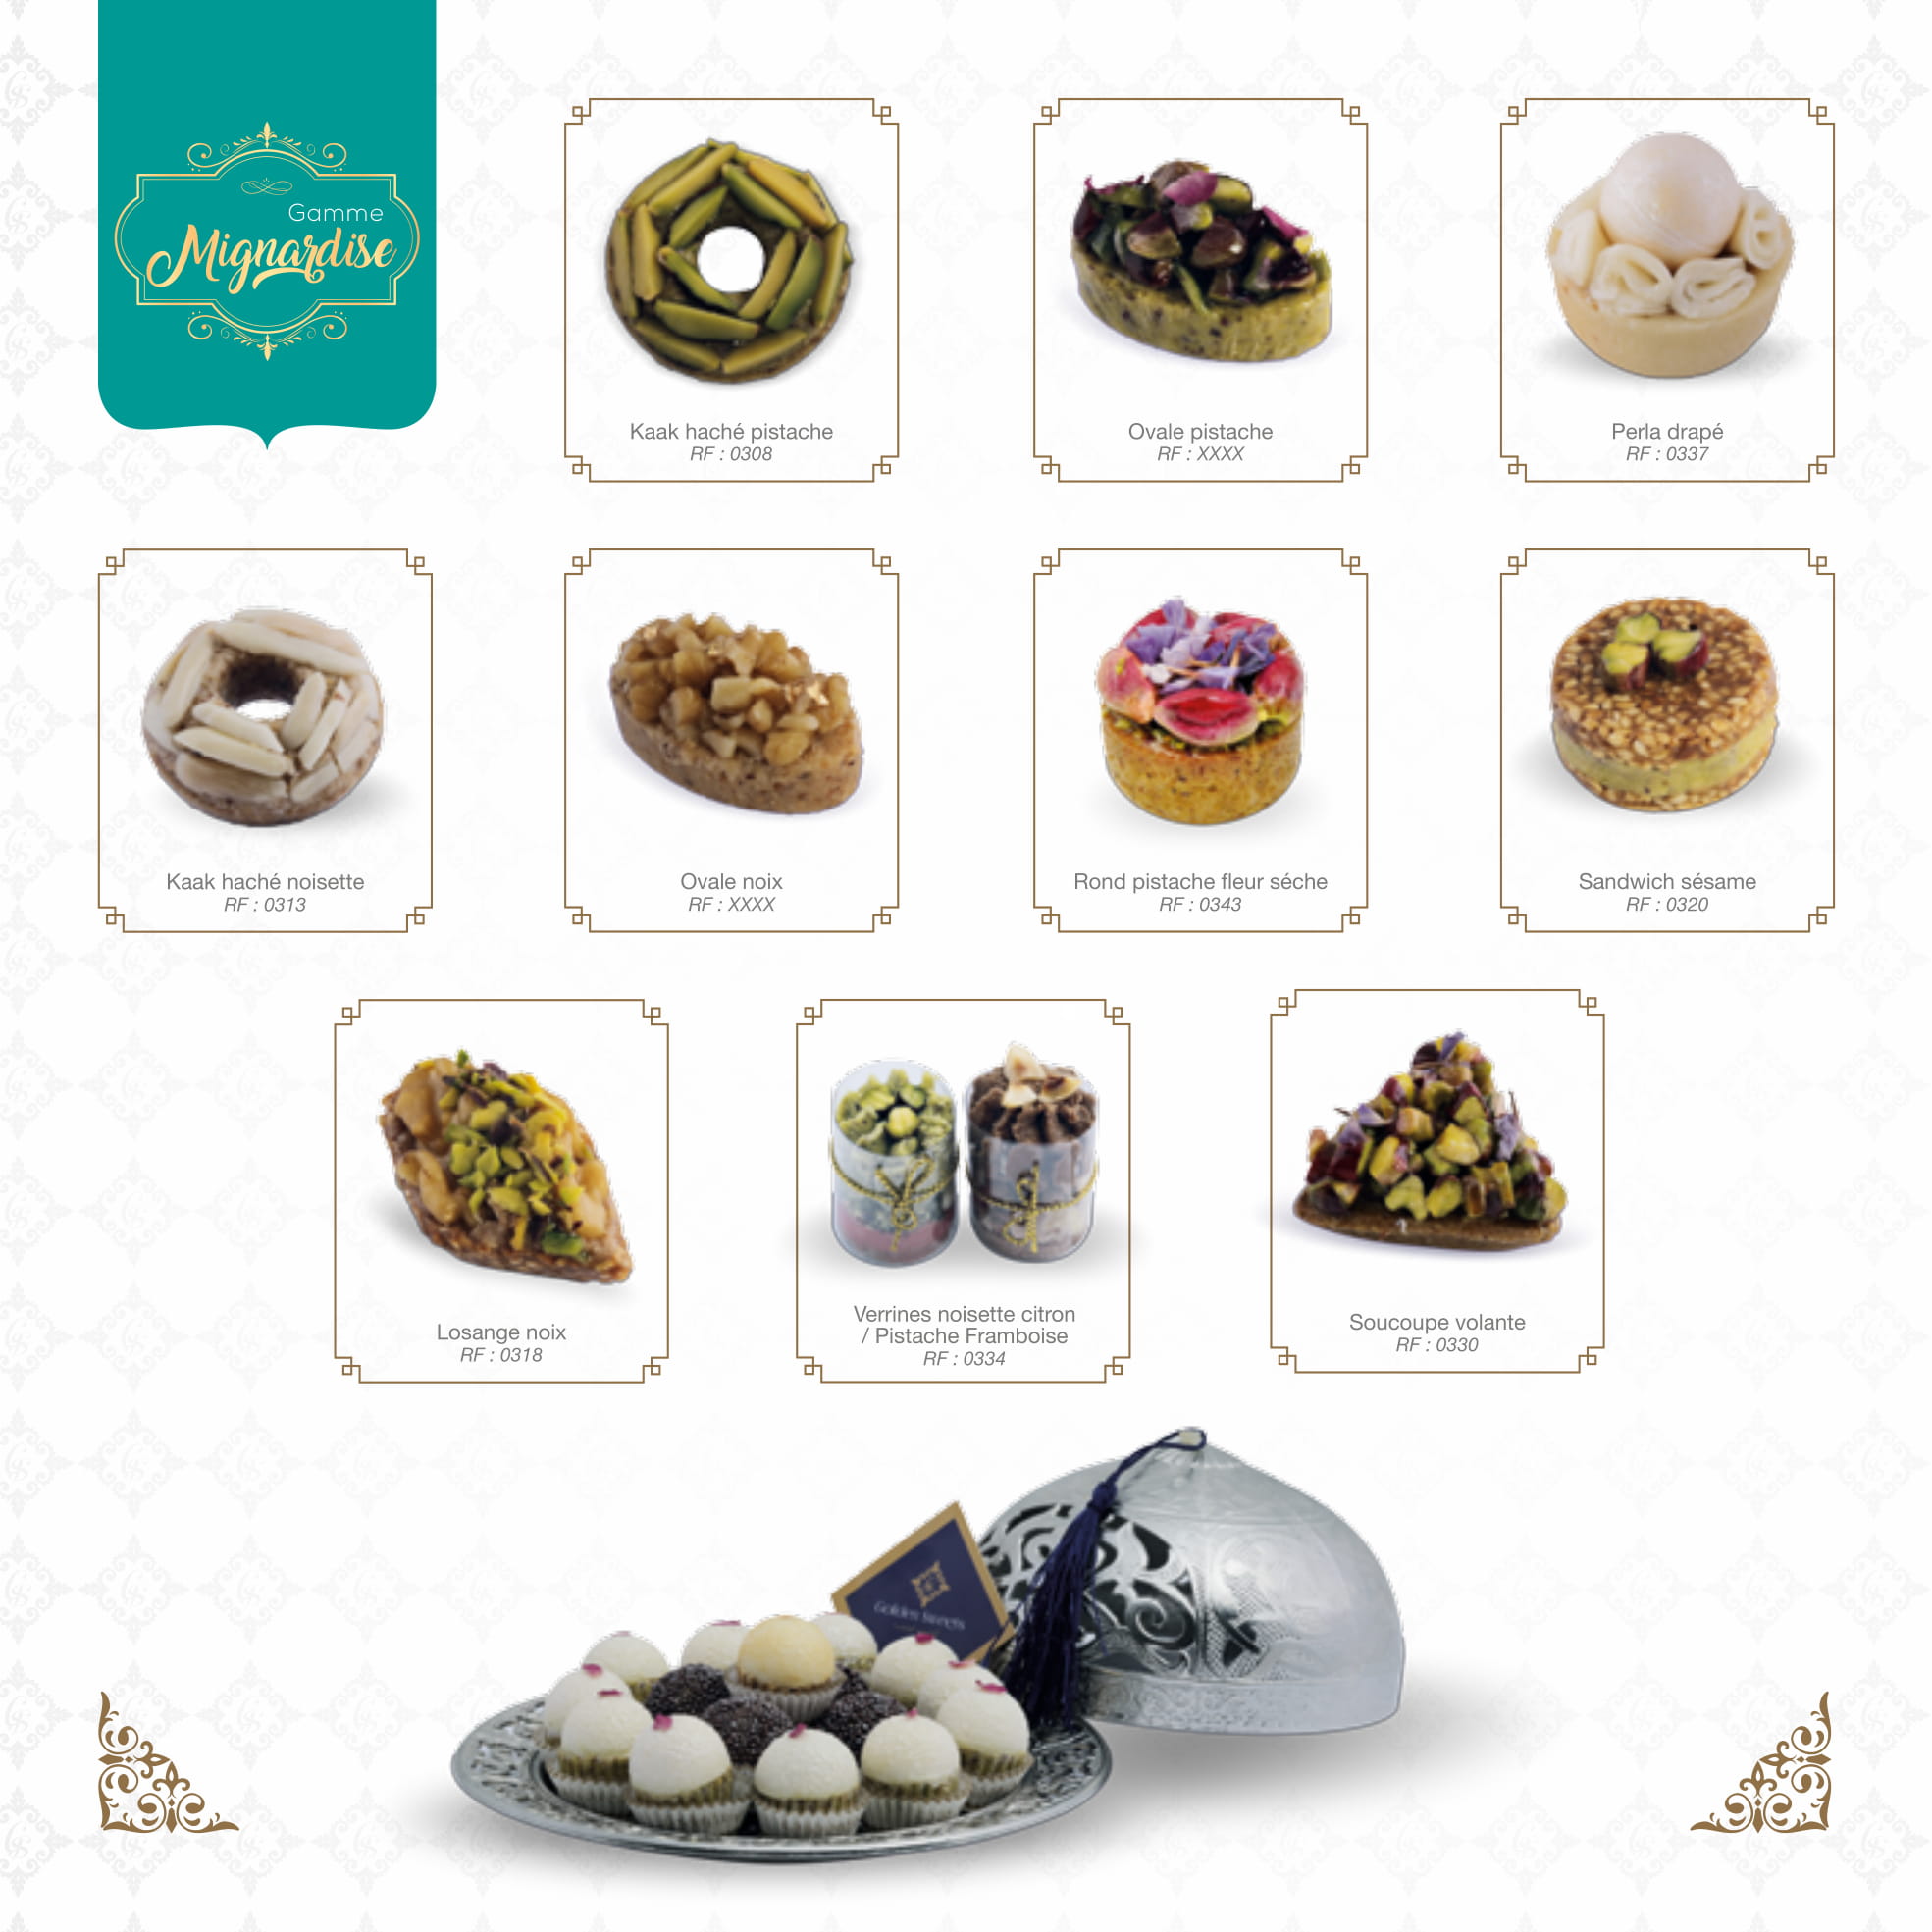 Gamme
Mignardise
Kaak haché pistache
RF : 0308
Ovale pistache
RF : XXXX
Perla drapé
RF : 0337
Kaak haché noisette
RF : 0313
Ovale noix
RF : XXXX
Rond pistache fleur séche
RF : 0343
Sandwich sésame
RF : 0320
Losange noix
RF : 0318
Verrines noisette citron
/ Pistache Framboise
RF : 0334
Soucoupe volante
RF : 0330
Golden Sweets